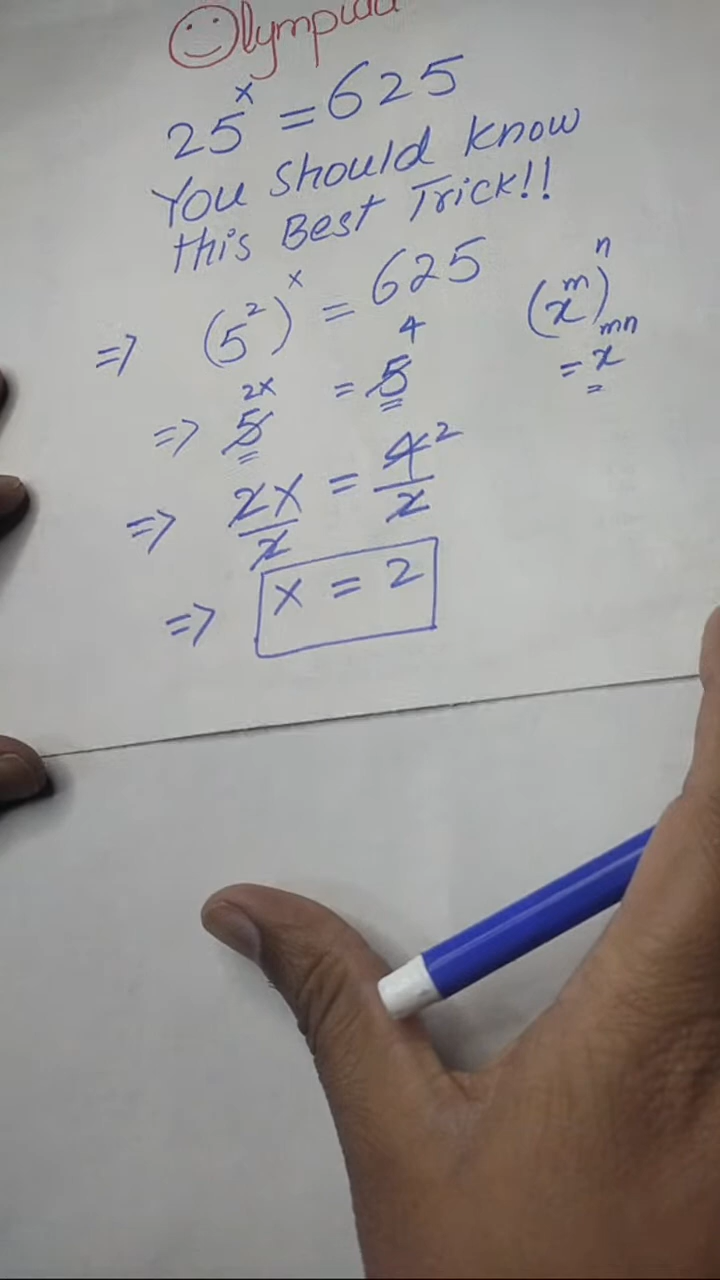 Olympiad
25^x = 625
You should know
this Best Trick!!
=> (5^2)^x = 625
(x^m)^n
= x^mn
=> 5^2x = 5^4
=> 2x/2 = 4^2/2
=> x = 2